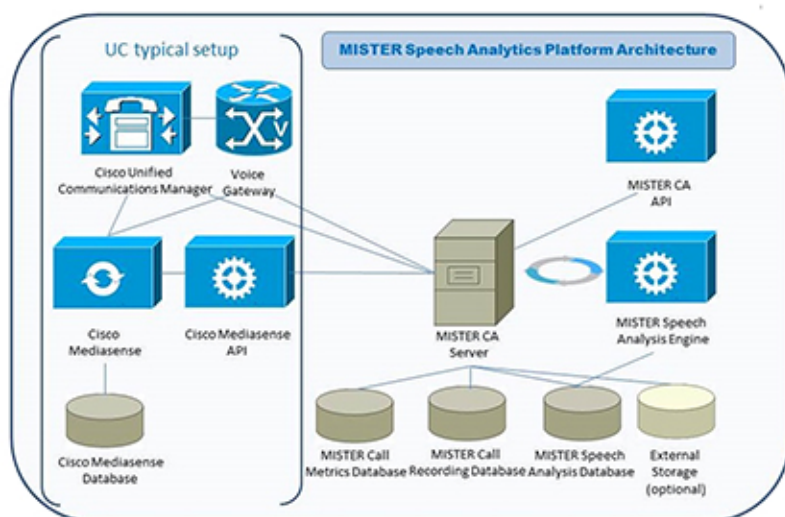 UC typical setup
MISTER Speech Analytics Platform Architecture
V
Cisco Unified
Communications Manager
Voice
Gateway
MISTER CA
API
Cisco
Mediasense
Cisco Mediasense
API
MISTER CA
Server
MISTER Speech
Analysis Engine
Cisco Mediasense
Database
MISTER Call
Metrics Database
MISTER Call
Recording Database
MISTER Speech
Analysis Database
External
Storage
(optional)